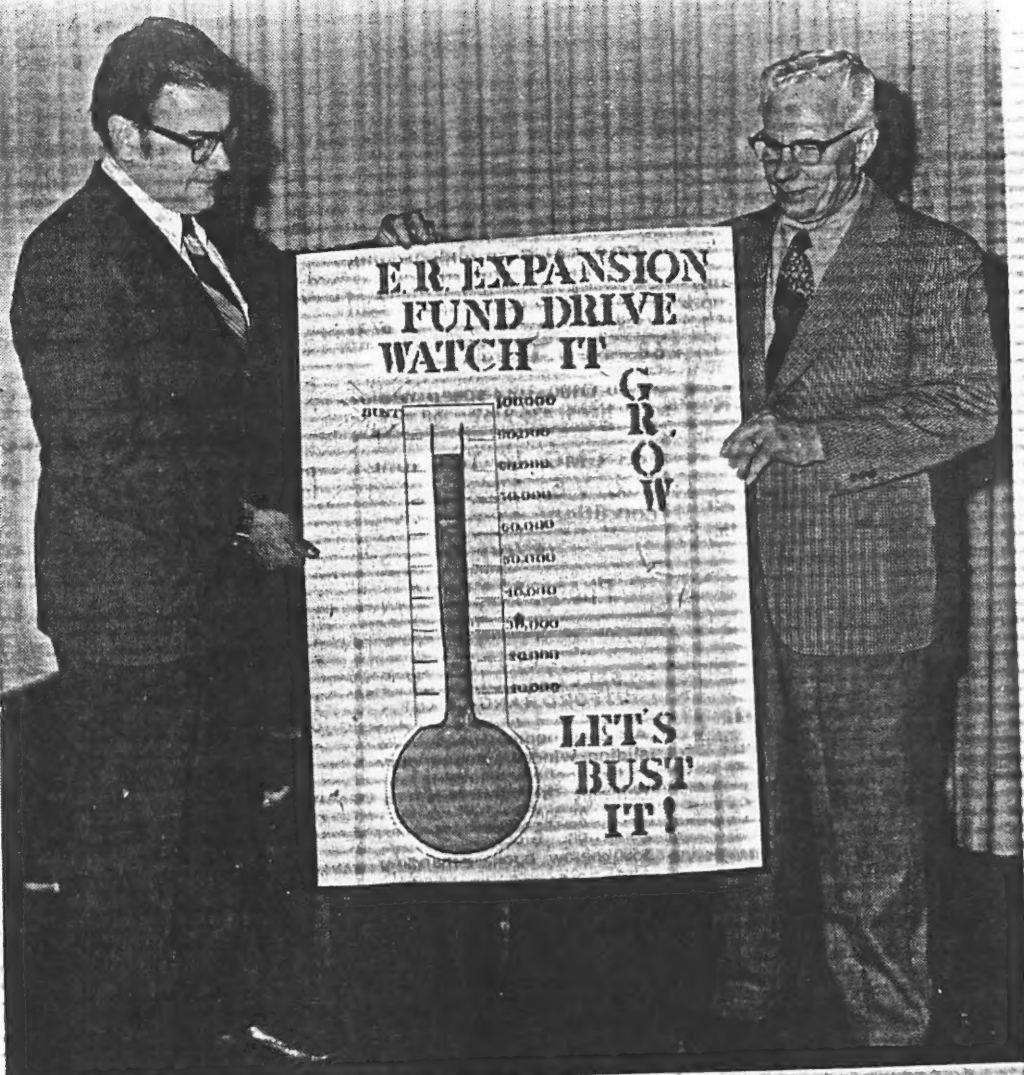 E R EXPANSION
FUND DRIVE
WATCH IT
GROW
BUST
100,000
90,000
80,000
70,000
60,000
50,000
40,000
30,000
20,000
10,000
LET'S
BUST
IT!